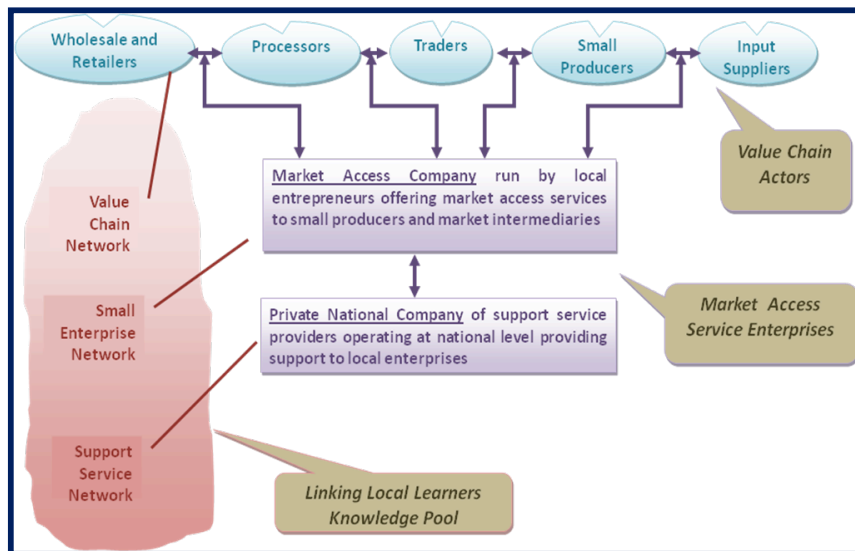 Wholesale and
Retailers
Processors
Traders
Small
Producers
Input
Suppliers
Value Chain
Actors
Market Access Company run by local
entrepreneurs offering market access services
to small producers and market intermediaries
Value
Chain
Network
Small
Enterprise
Network
Market Access
Service Enterprises
Private National Company of support service
providers operating at national level providing
support to local enterprises
Support
Service
Network
Linking Local Learners
Knowledge Pool